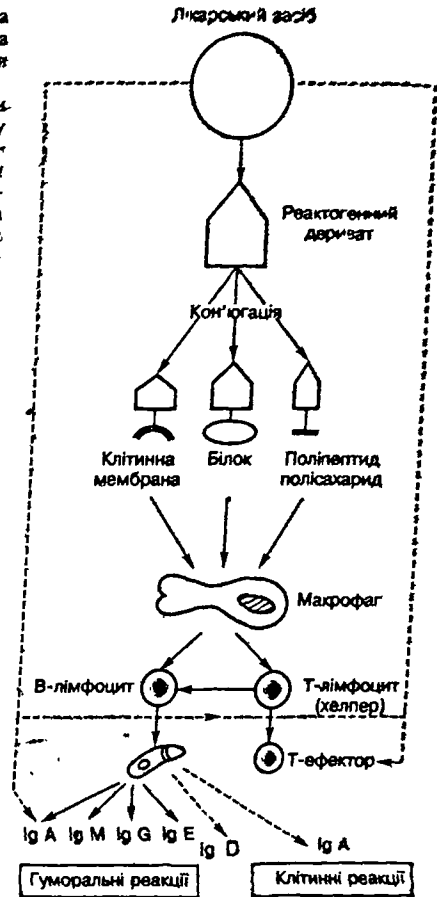 Лікарський засіб
Реактогенний
дериват
Кон'югація
Клітинна
мембрана
Білок
Поліпептид
полісахарид
Макрофаг
В-лімфоцит
Т-лімфоцит
(хелпер)
Т-ефектор
Ig A
Ig M
Ig G
Ig E
Ig D
Ig A
Гуморальні реакції
Клітинні реакції